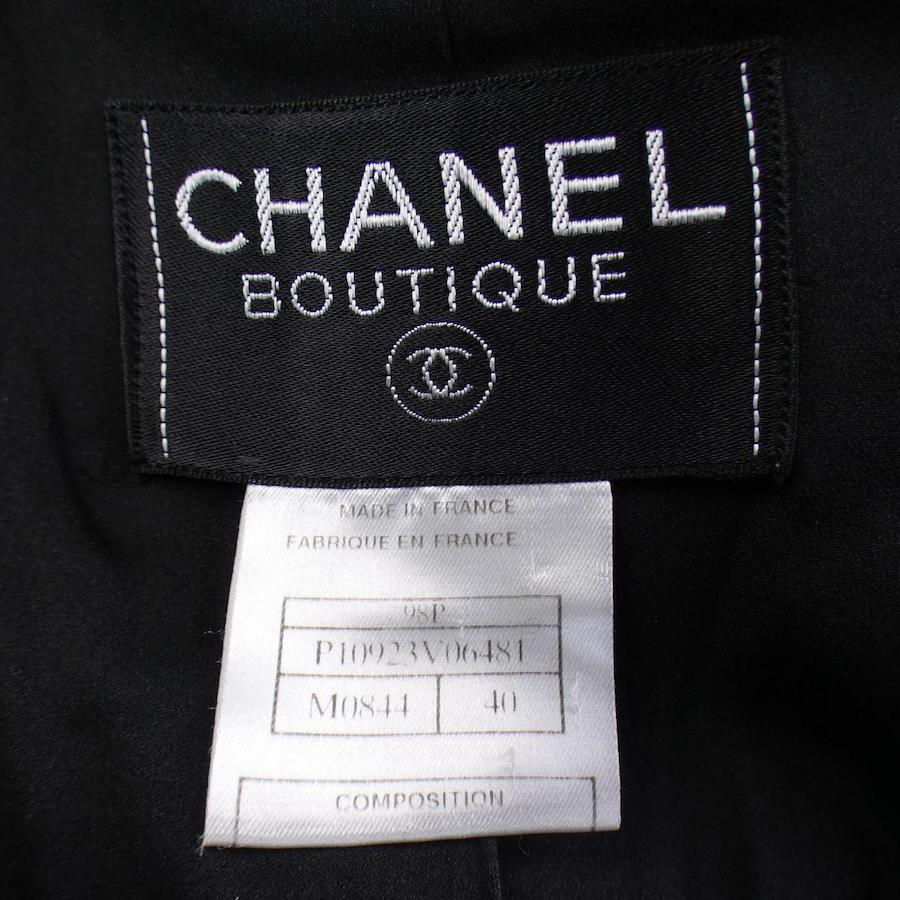 CHANEL
BOUTIQUE
MADE IN FRANCE
FABRIQUE EN FRANCE
98P
P10923V06481
M0844 40
COMPOSITION